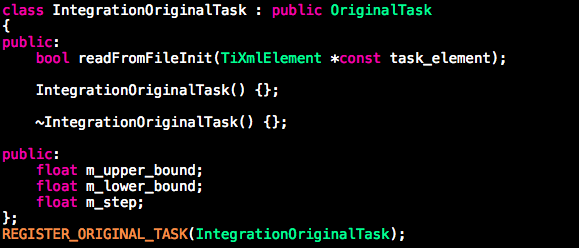 class IntegrationOriginalTask : public OriginalTask
{
public:
    bool readFromFileInit(TiXmlElement *const task_element);

    IntegrationOriginalTask() {};

    ~IntegrationOriginalTask() {};

public:
    float m_upper_bound;
    float m_lower_bound;
    float m_step;
};
REGISTER_ORIGINAL_TASK(IntegrationOriginalTask);